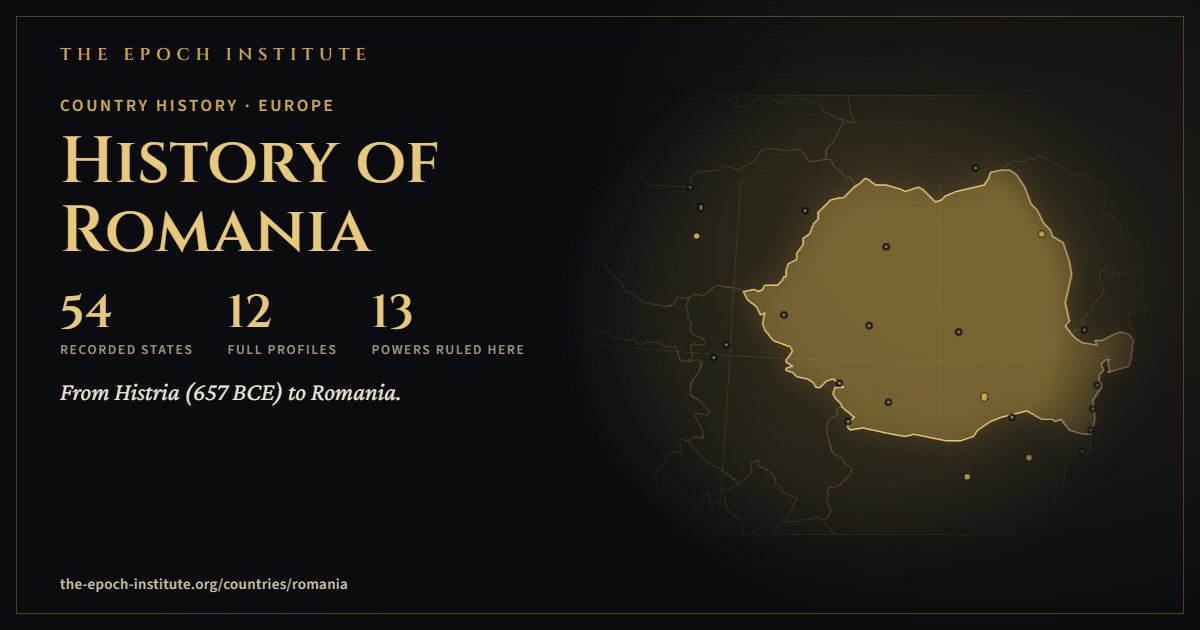 THE EPOCH INSTITUTE
COUNTRY HISTORY · EUROPE
HISTORY OF
ROMANIA
54 12 13
RECORDED STATES FULL PROFILES POWERS RULED HERE
From Histria (657 BCE) to Romania.
the-epoch-institute.org/countries/romania